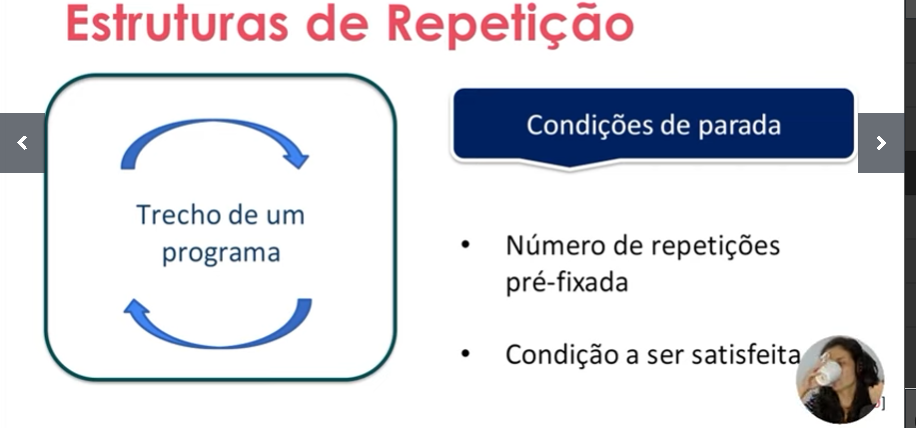 Estruturas de Repetição
Trecho de um
programa
Condições de parada
• Número de repetições
pré-fixada
• Condição a ser satisfeita
]